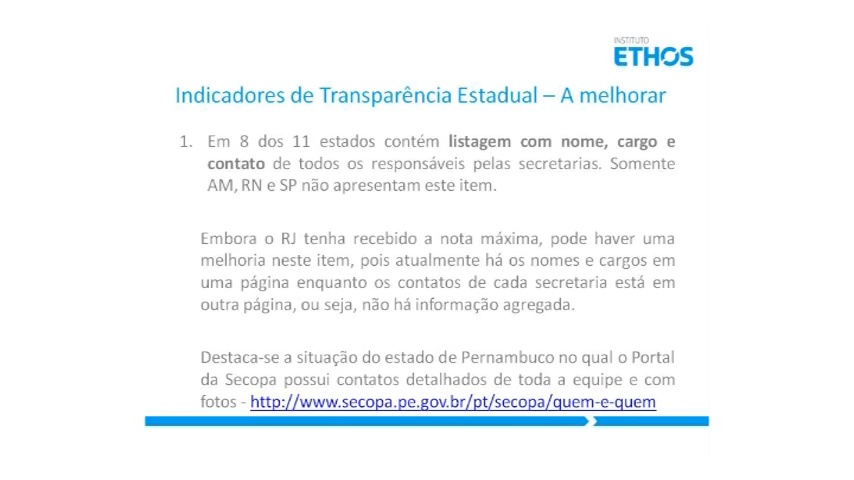 INSTITUTO
ETHOS
Indicadores de Transparência Estadual – A melhorar
1. Em 8 dos 11 estados contém listagem com nome, cargo e
contato de todos os responsáveis pelas secretarias. Somente
AM, RN e SP não apresentam este item.
Embora o RJ tenha recebido a nota máxima, pode haver uma
melhoria neste item, pois atualmente há os nomes e cargos em
uma página enquanto os contatos de cada secretaria está em
outra página, ou seja, não há informação agregada.
Destaca-se a situação do estado de Pernambuco no qual o Portal
da Secopa possui contatos detalhados de toda a equipe e com
fotos - http://www.secopa.pe.gov.br/pt/secopa/quem-e-quem